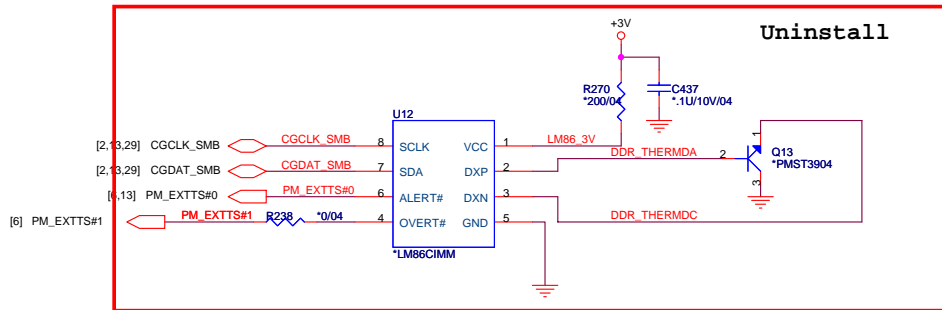 +3V
Uninstall
R270
*200/04
C437
*.1U/10V/04
U12
[2,13,29] CGCLK_SMB
CGCLK_SMB
8
SCLK
VCC
1
LM86_3V
[2,13,29] CGDAT_SMB
CGDAT_SMB
7
SDA
DXP
2
DDR_THERMDA
2
1
3
Q13
*PMST3904
[6,13] PM_EXTTS#0
PM_EXTTS#0
6
ALERT#
DXN
3
DDR_THERMDC
[6] PM_EXTTS#1
PM_EXTTS#1
R238
*0/04
4
OVERT#
GND
5
*LM86CIMM